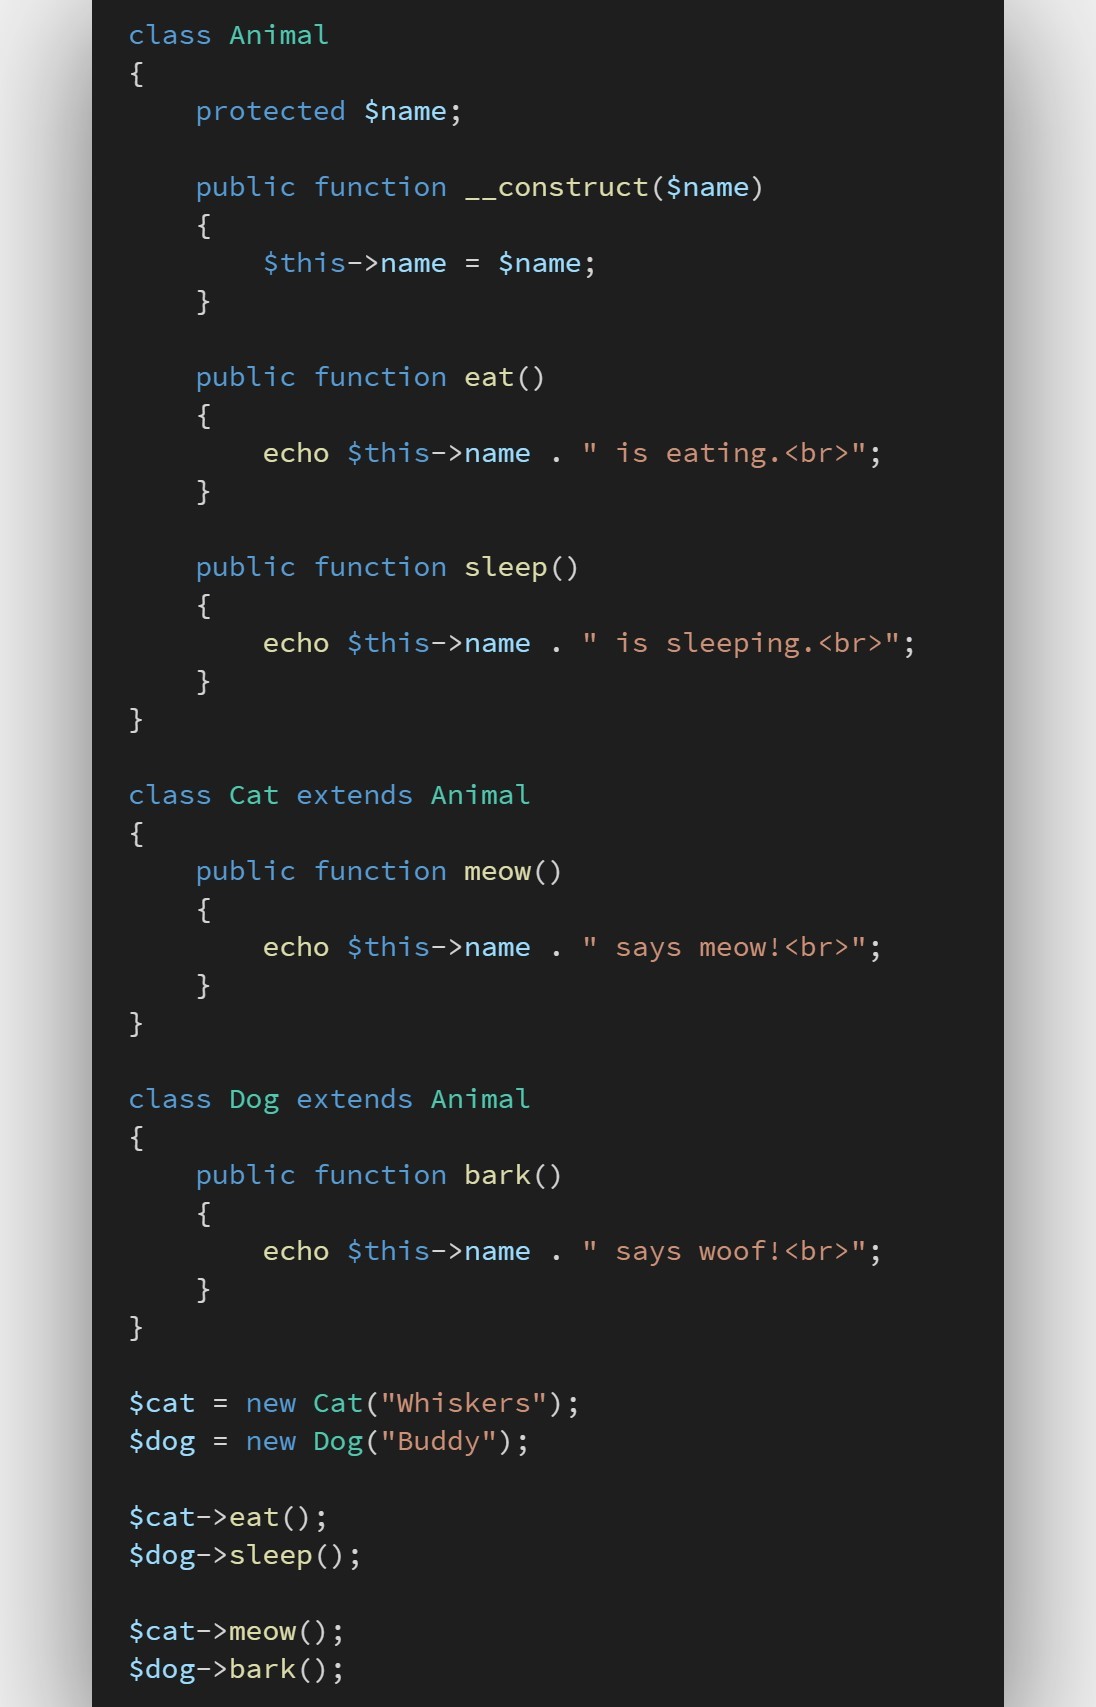 class Animal
{
    protected $name;

    public function __construct($name)
    {
        $this->name = $name;
    }

    public function eat()
    {
        echo $this->name . " is eating.<br>";
    }

    public function sleep()
    {
        echo $this->name . " is sleeping.<br>";
    }
}

class Cat extends Animal
{
    public function meow()
    {
        echo $this->name . " says meow!<br>";
    }
}

class Dog extends Animal
{
    public function bark()
    {
        echo $this->name . " says woof!<br>";
    }
}

$cat = new Cat("Whiskers");
$dog = new Dog("Buddy");

$cat->eat();
$dog->sleep();

$cat->meow();
$dog->bark();